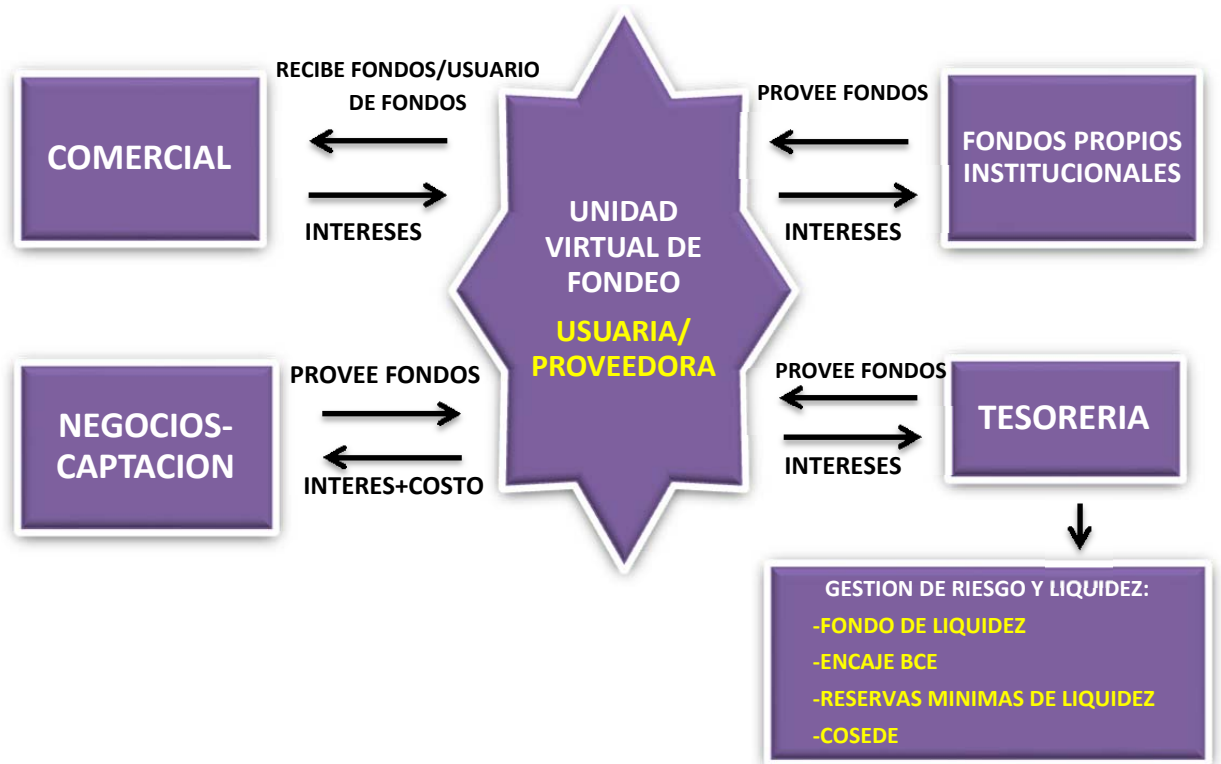 RECIBE FONDOS/USUARIO
DE FONDOS
COMERCIAL
INTERESES
PROVEE FONDOS
FONDOS PROPIOS
INSTITUCIONALES
INTERESES
UNIDAD
VIRTUAL DE
FONDEO
USUARIA/
PROVEEDORA
PROVEE FONDOS
NEGOCIOS-
CAPTACION
INTERES+COSTO
PROVEE FONDOS
TESORERIA
INTERESES
GESTION DE RIESGO Y LIQUIDEZ:
-FONDO DE LIQUIDEZ
-ENCAJE BCE
-RESERVAS MINIMAS DE LIQUIDEZ
-COSEDE